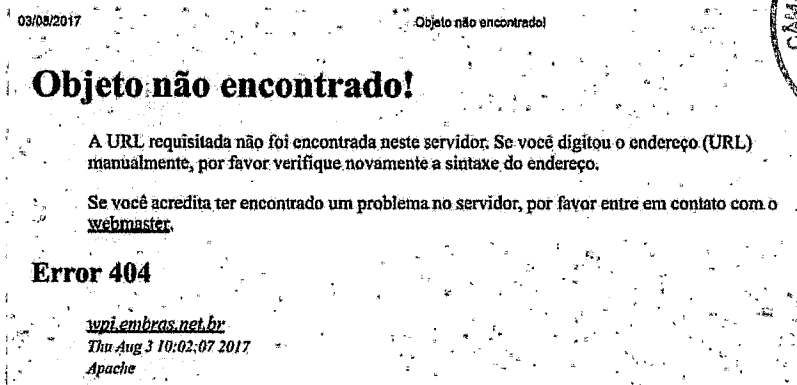 03/08/2017 Objeto não encontrado!
Objeto não encontrado!
A URL requisitada não foi encontrada neste servidor. Se você digitou o endereço (URL)
manualmente, por favor verifique novamente a sintaxe do endereço.
Se você acredita ter encontrado um problema no servidor, por favor entre em contato com o
webmaster.
Error 404
wpi.embras.net.br
Thu Aug 3 10:02:07 2017
Apache